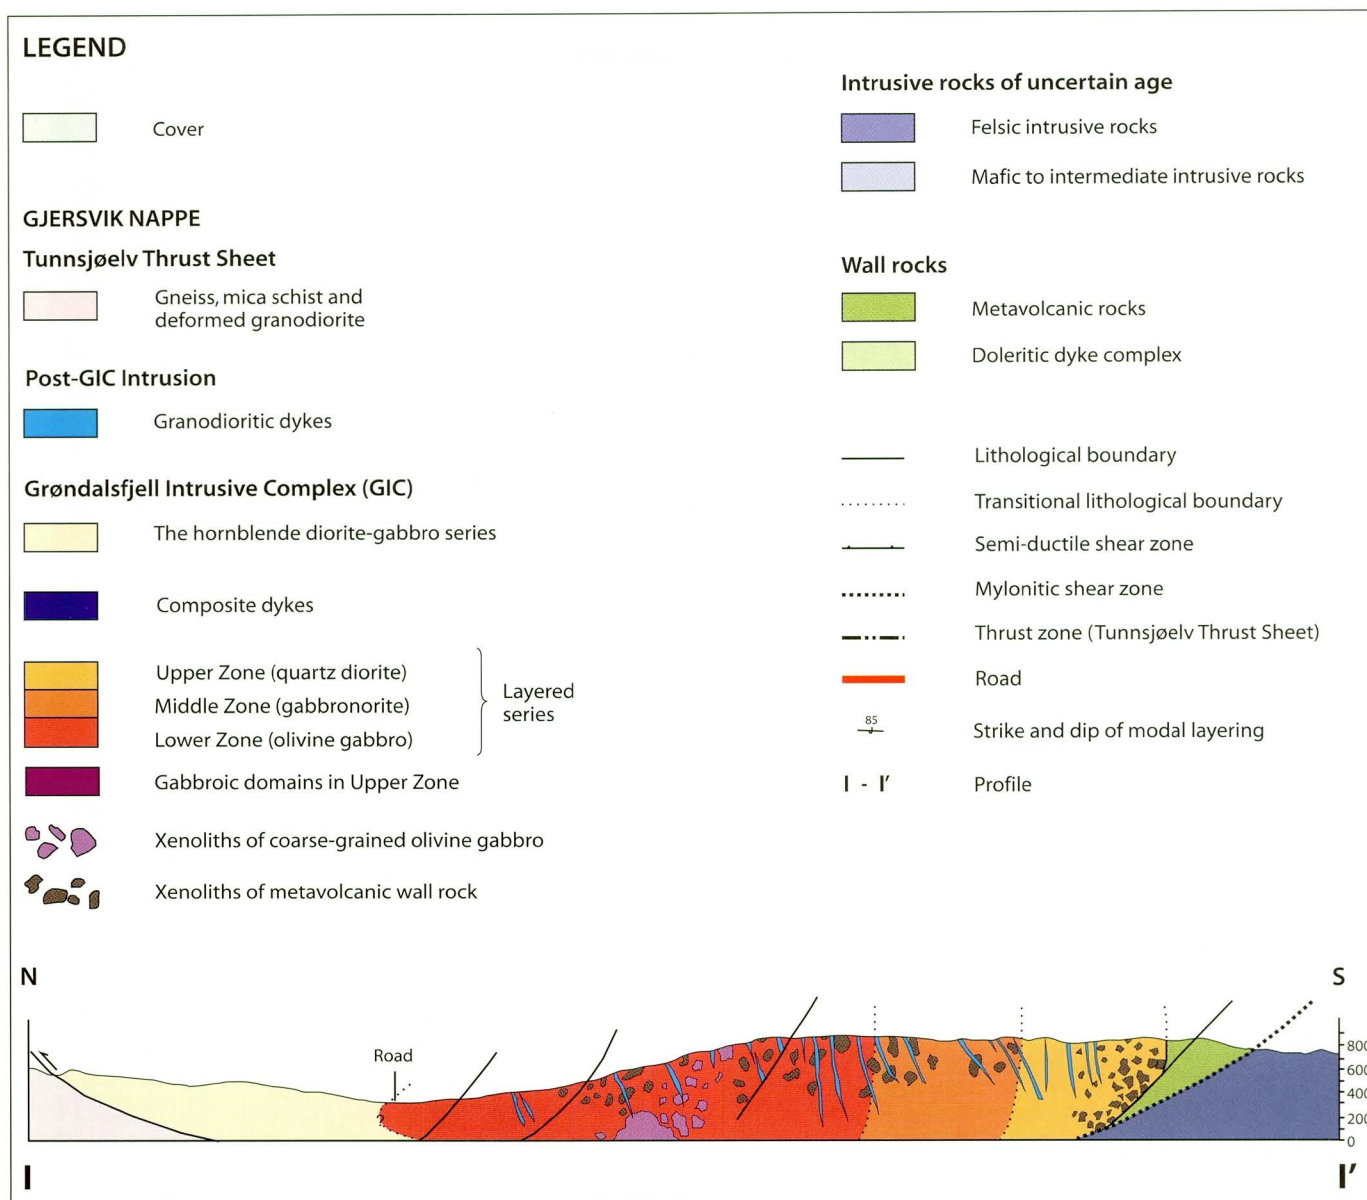 LEGEND
Cover
GJERSVIK NAPPE
Tunnsjøelv Thrust Sheet
Gneiss, mica schist and
deformed granodiorite
Post-GIC Intrusion
Granodioritic dykes
Grøndalsfjell Intrusive Complex (GIC)
The hornblende diorite-gabbro series
Composite dykes
Upper Zone (quartz diorite)
Middle Zone (gabbronorite)
Lower Zone (olivine gabbro)
Layered
series
Gabbroic domains in Upper Zone
Xenoliths of coarse-grained olivine gabbro
Xenoliths of metavolcanic wall rock
Intrusive rocks of uncertain age
Felsic intrusive rocks
Mafic to intermediate intrusive rocks
Wall rocks
Metavolcanic rocks
Doleritic dyke complex
Lithological boundary
Transitional lithological boundary
Semi-ductile shear zone
Mylonitic shear zone
Thrust zone (Tunnsjøelv Thrust Sheet)
Road
85
Strike and dip of modal layering
I - I' Profile
N
S
Road
?
800
600
400
200
0
I
I'